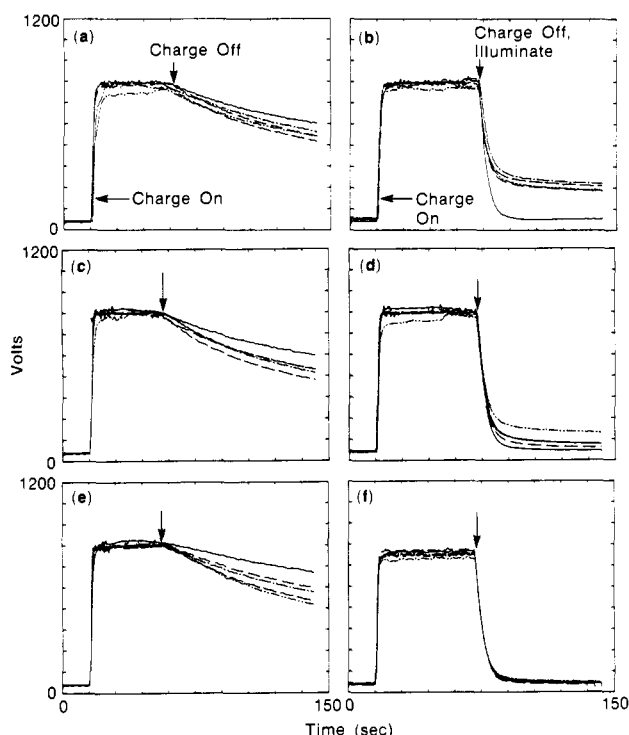 1200
(a)
Charge Off
Charge On
0
(b)
Charge Off,
Illuminate
Charge
On
1200
(c)
(d)
Volts
0
1200
(e)
(f)
0
0
150
0
150
Time (sec)